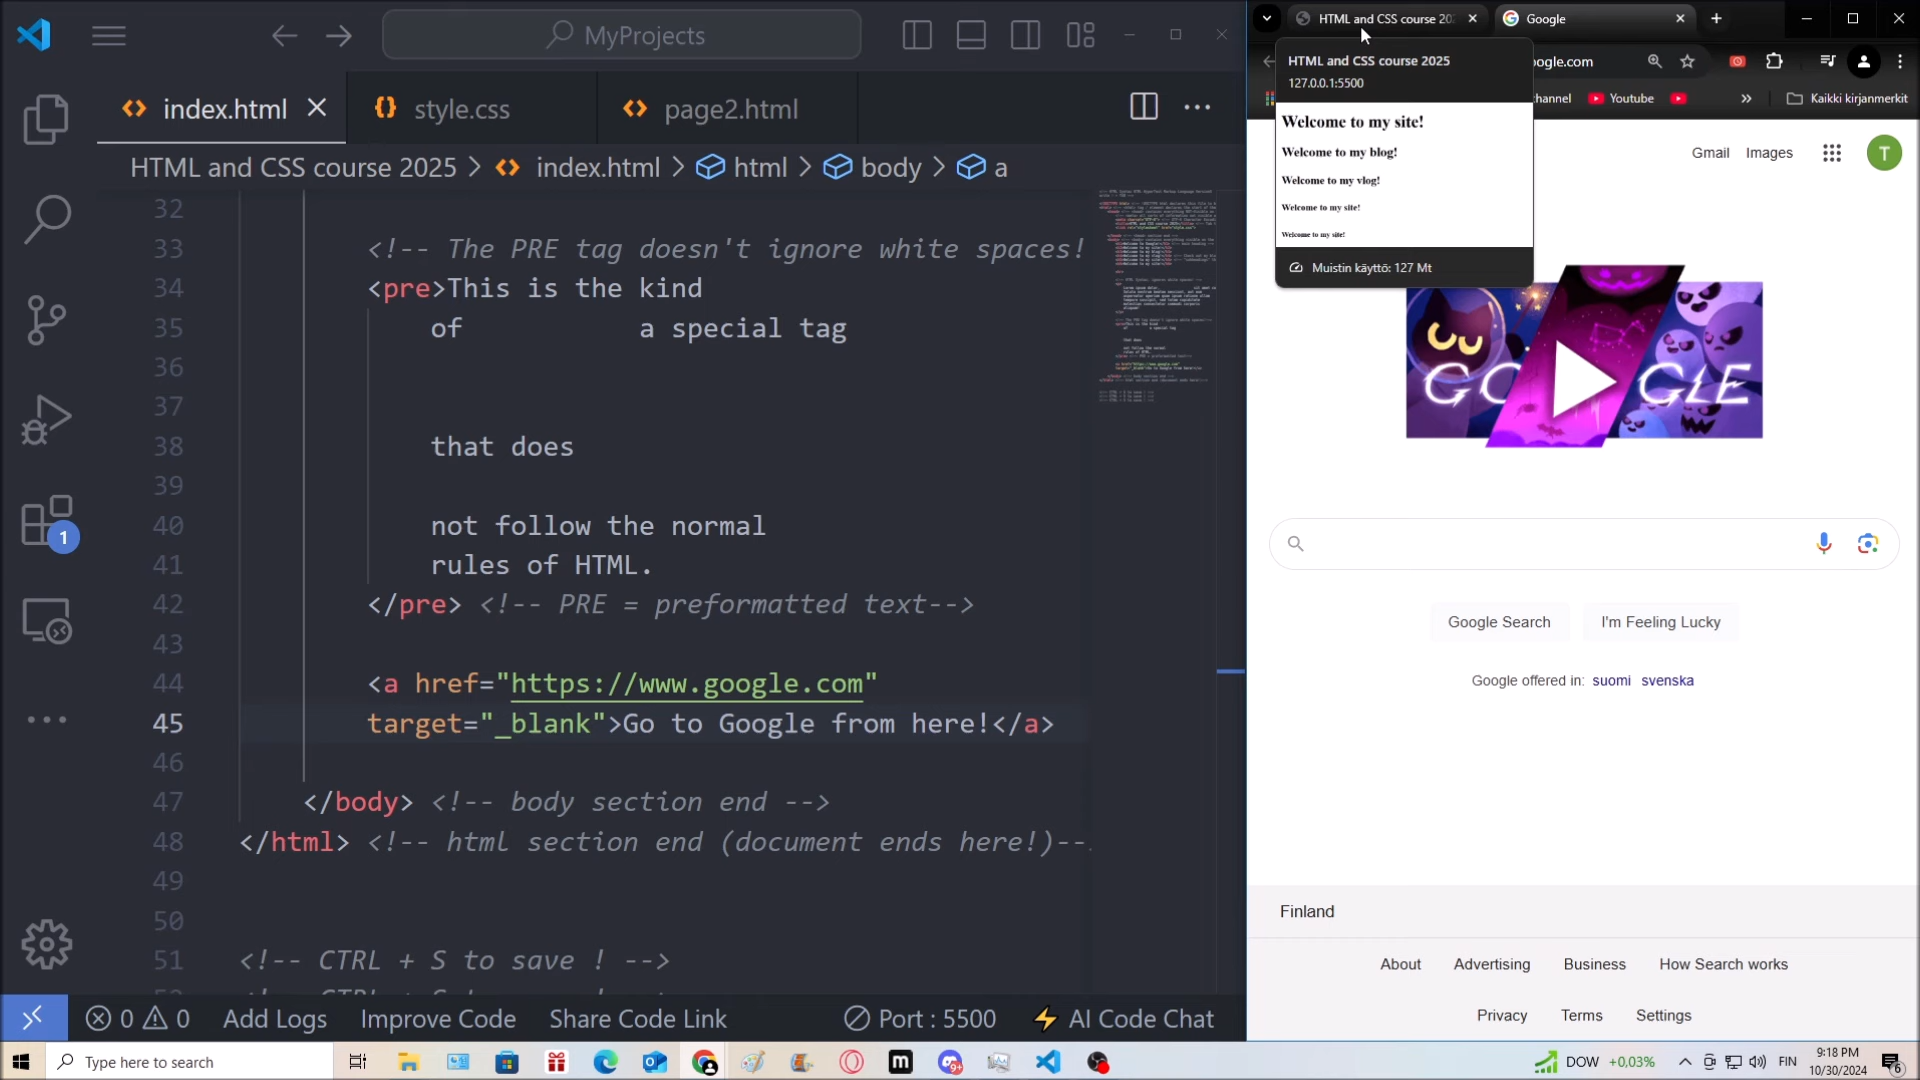 MyProjects
index.html
style.css
page2.html
HTML and CSS course 2025 > index.html > html > body > a
32
33 <!-- The PRE tag doesn't ignore white spaces!
34 <pre>This is the kind
35 of a special tag
36
37
38 that does
39
40 not follow the normal
41 rules of HTML.
42 </pre> <!-- PRE = preformatted text-->
43
44 <a href="https://www.google.com"
45 target="_blank">Go to Google from here!</a>
46
47 </body> <!-- body section end -->
48 </html> <!-- html section end (document ends here!)--
49
50
51 <!-- CTRL + S to save ! -->
1
0 0 Add Logs Improve Code Share Code Link Port : 5500 AI Code Chat
HTML and CSS course 20
Google
HTML and CSS course 2025
127.0.0.1:5500
Welcome to my site!
Welcome to my blog!
Welcome to my vlog!
Welcome to my site!
Welcome to my site!
Muistin käyttö: 127 Mt
ogle.com
hannel Youtube » Kaikki kirjanmerkit
Gmail Images T
GOOGLE
Google Search I'm Feeling Lucky
Google offered in: suomi svenska
Finland
About Advertising Business How Search works
Privacy Terms Settings
Type here to search
9+
m
DOW +0,03%
FIN
9:18 PM
10/30/2024
6